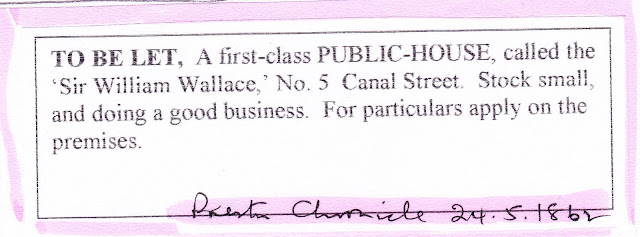 TO BE LET, A first-class PUBLIC-HOUSE, called the
‘Sir William Wallace,’ No. 5 Canal Street. Stock small,
and doing a good business. For particulars apply on the
premises.
Preston Chronicle 24.5.1862